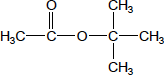 O CH₃
H₃C C O C CH₃
CH₃